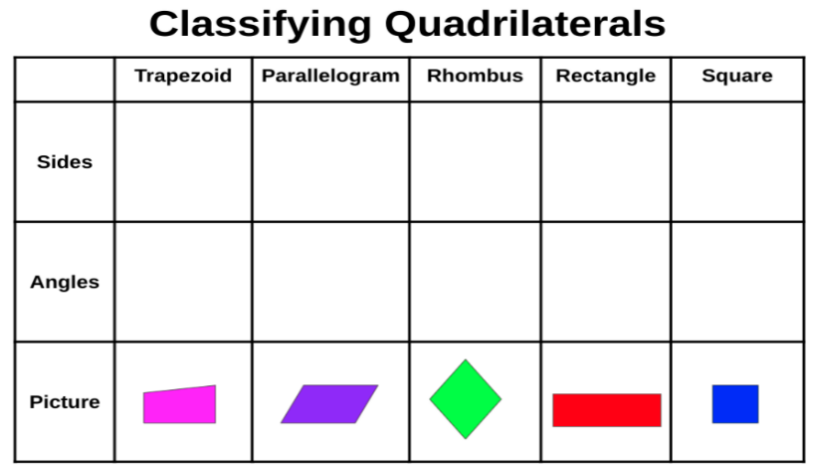 Classifying Quadrilaterals
Trapezoid Parallelogram Rhombus Rectangle Square
Sides
Angles
Picture